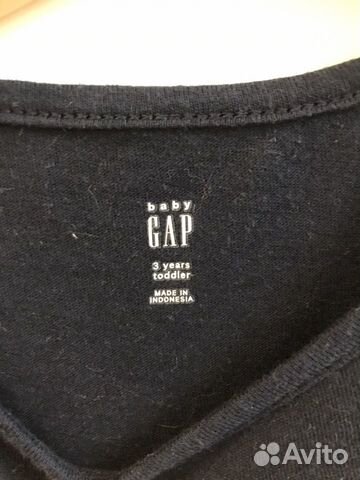 baby
GAP
3 years
toddler
MADE IN
INDONESIA
Avito